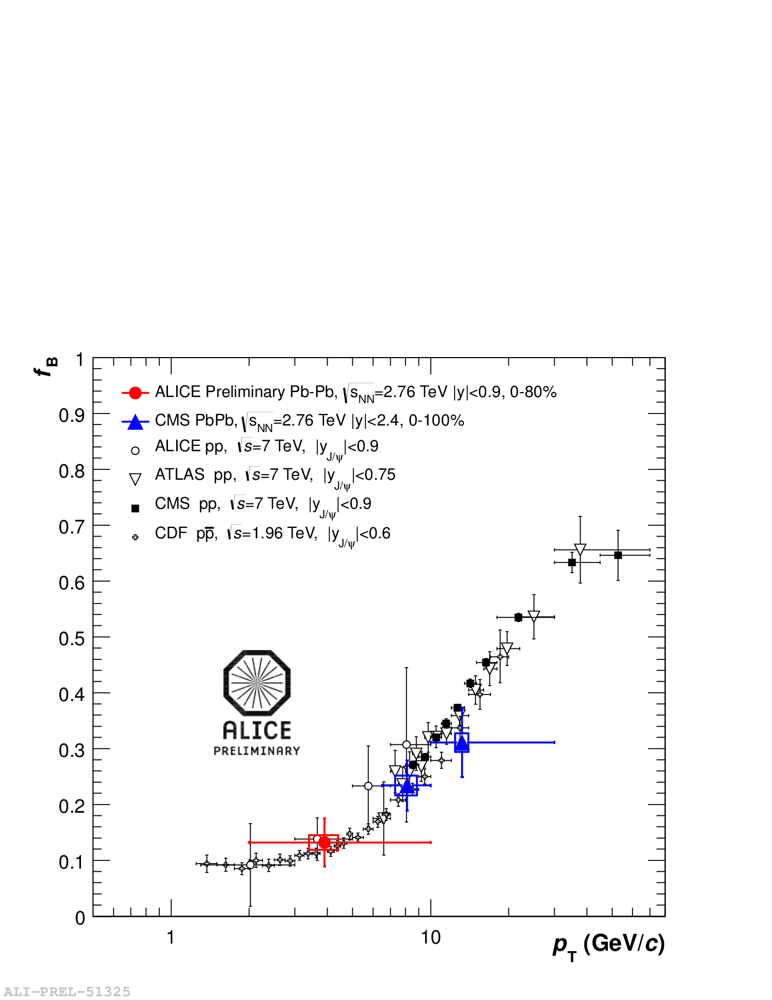 f_B
1
0.9
0.8
0.7
0.6
0.5
0.4
0.3
0.2
0.1
0
ALICE Preliminary Pb-Pb, √s_NN=2.76 TeV |y|<0.9, 0-80%
CMS PbPb, √s_NN=2.76 TeV |y|<2.4, 0-100%
ALICE pp, √s=7 TeV, |y_J/ψ|<0.9
ATLAS pp, √s=7 TeV, |y_J/ψ|<0.75
CMS pp, √s=7 TeV, |y_J/ψ|<0.9
CDF pp̅, √s=1.96 TeV, |y_J/ψ|<0.6
ALICE
PRELIMINARY
1
10
p_T (GeV/c)
ALI-PREL-51325